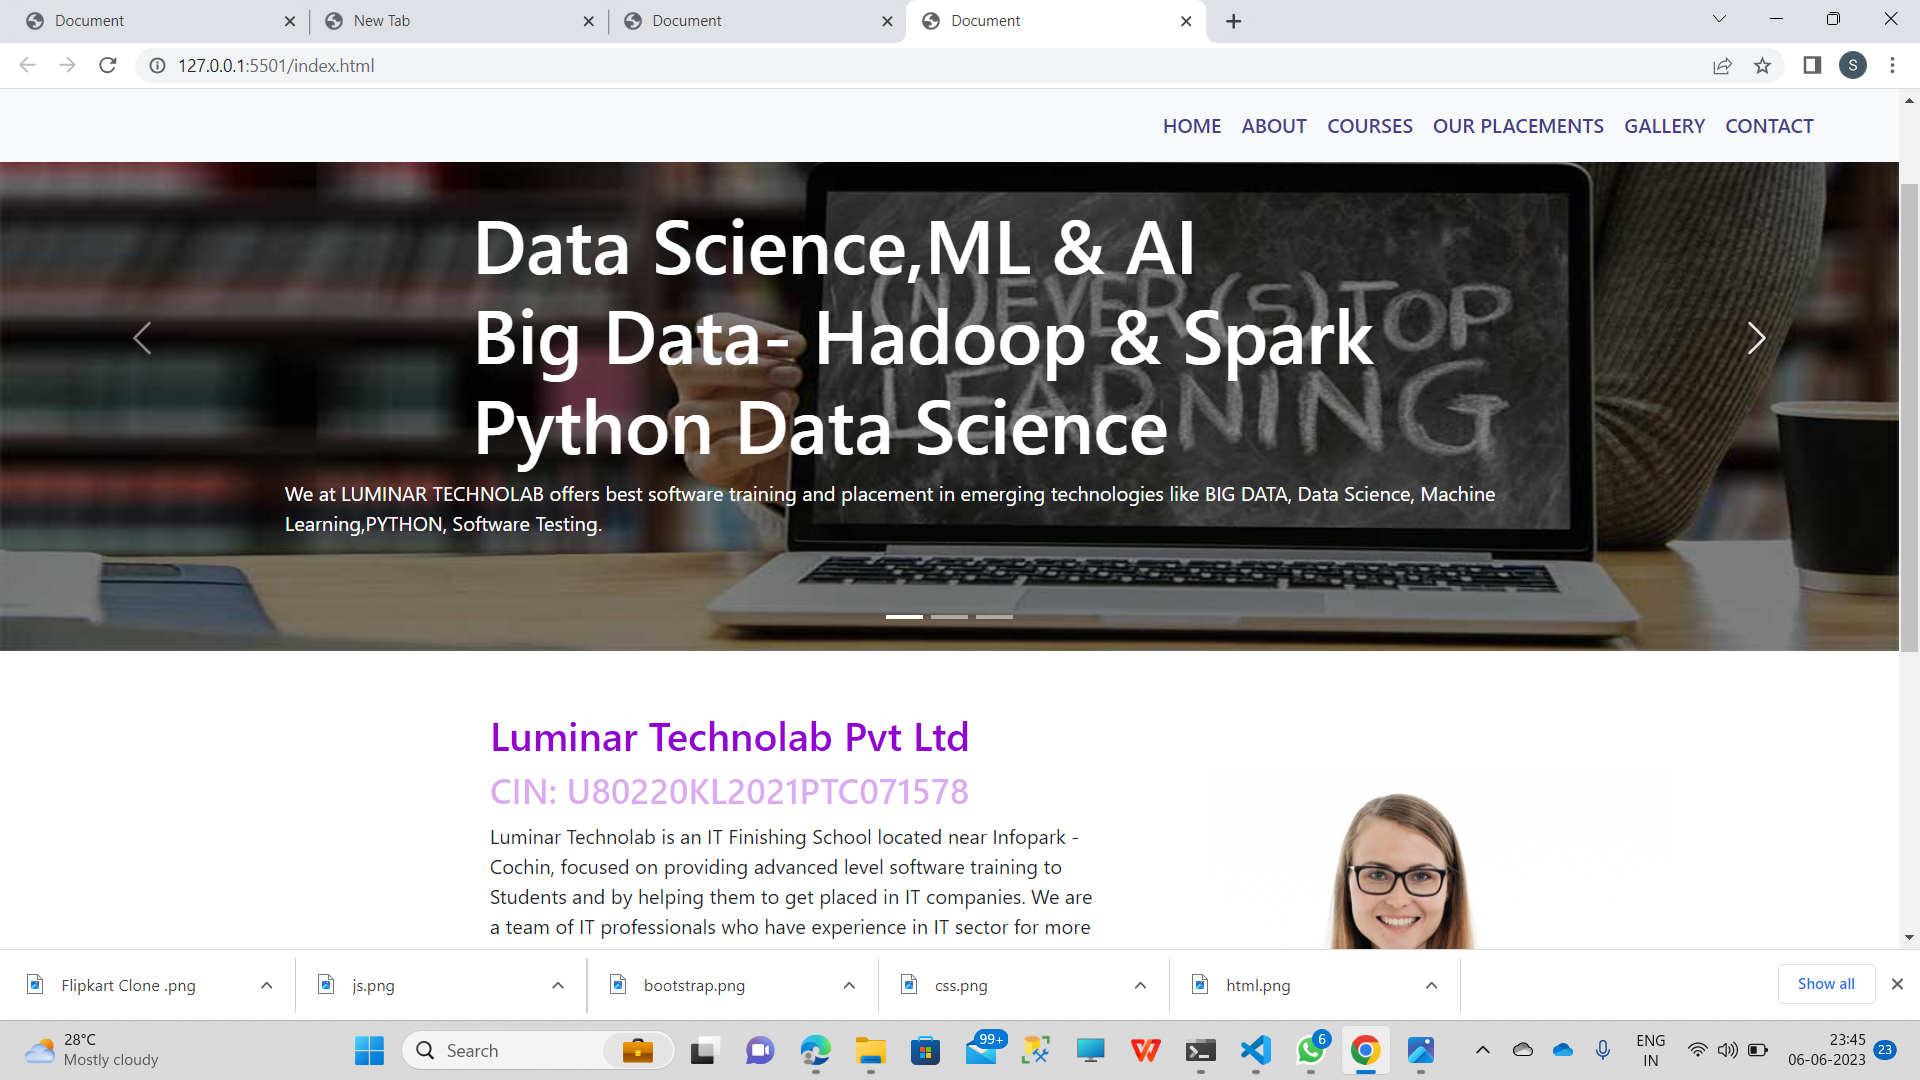 Document
New Tab
Document
Document
127.0.0.1:5501/index.html
S
HOME ABOUT COURSES OUR PLACEMENTS GALLERY CONTACT
Data Science,ML & AI
Big Data- Hadoop & Spark
Python Data Science
(N)EVER (S)TOP
LEARNING
We at LUMINAR TECHNOLAB offers best software training and placement in emerging technologies like BIG DATA, Data Science, Machine
Learning,PYTHON, Software Testing.
Luminar Technolab Pvt Ltd
CIN: U80220KL2021PTC071578
Luminar Technolab is an IT Finishing School located near Infopark -
Cochin, focused on providing advanced level software training to
Students and by helping them to get placed in IT companies. We are
a team of IT professionals who have experience in IT sector for more
Flipkart Clone .png
js.png
bootstrap.png
css.png
html.png
Show all
28°C
Mostly cloudy
Search
99+
6
ENG
IN
23:45
06-06-2023
23